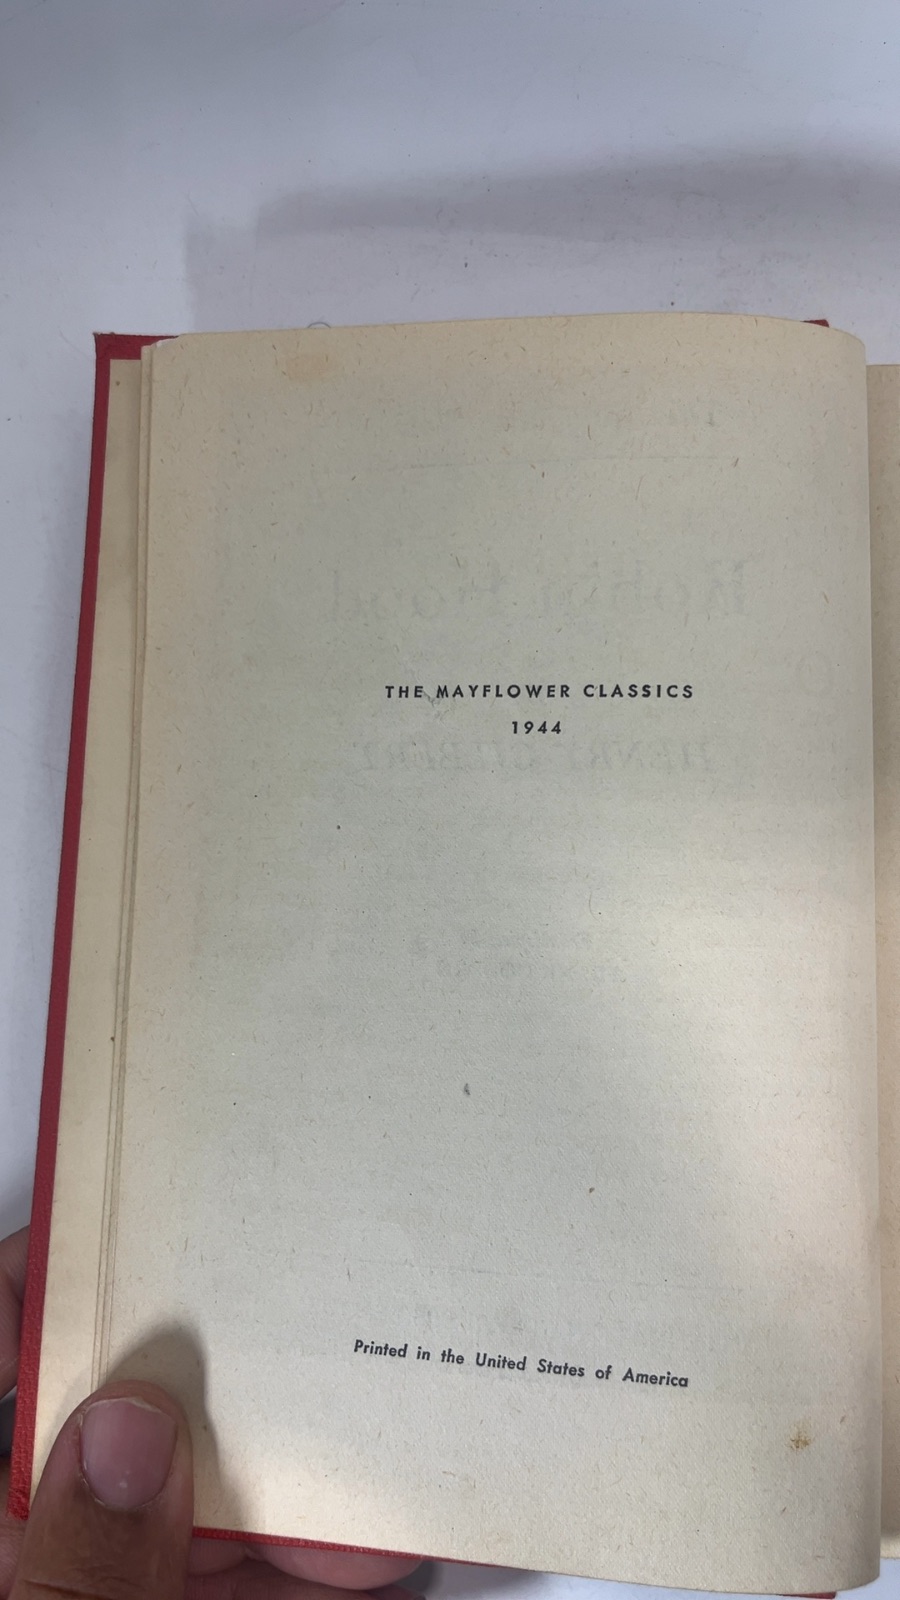 THE MAYFLOWER CLASSICS
1944
Printed in the United States of America